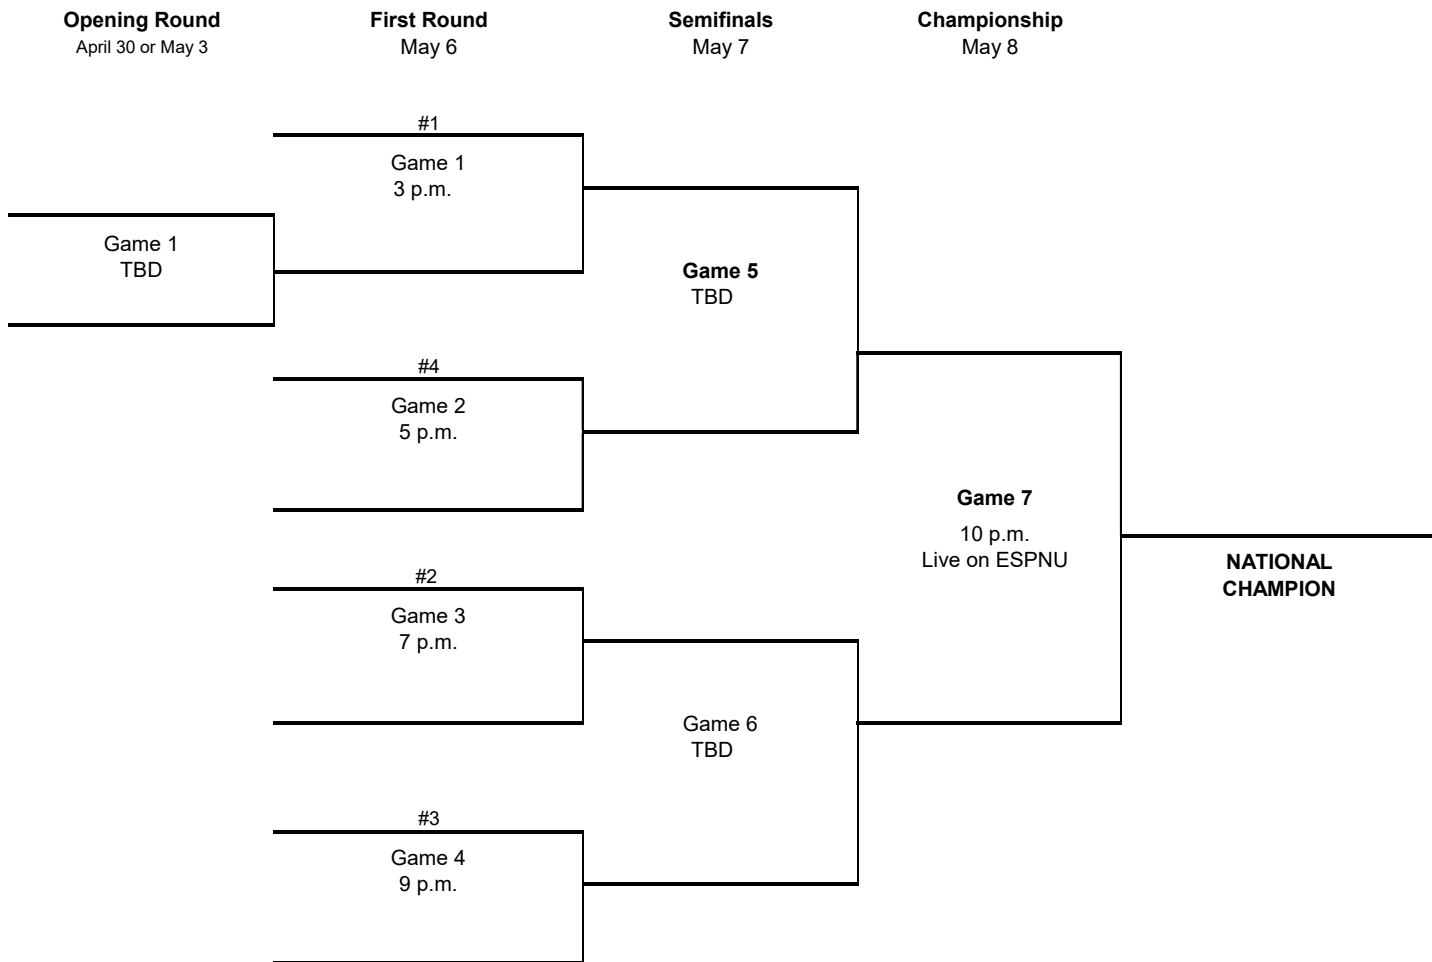 Opening Round
April 30 or May 3
First Round
May 6
Semifinals
May 7
Championship
May 8
#1
Game 1
3 p.m.
Game 1
TBD
Game 5
TBD
#4
Game 2
5 p.m.
Game 7
10 p.m.
Live on ESPNU
NATIONAL
CHAMPION
#2
Game 3
7 p.m.
Game 6
TBD
#3
Game 4
9 p.m.